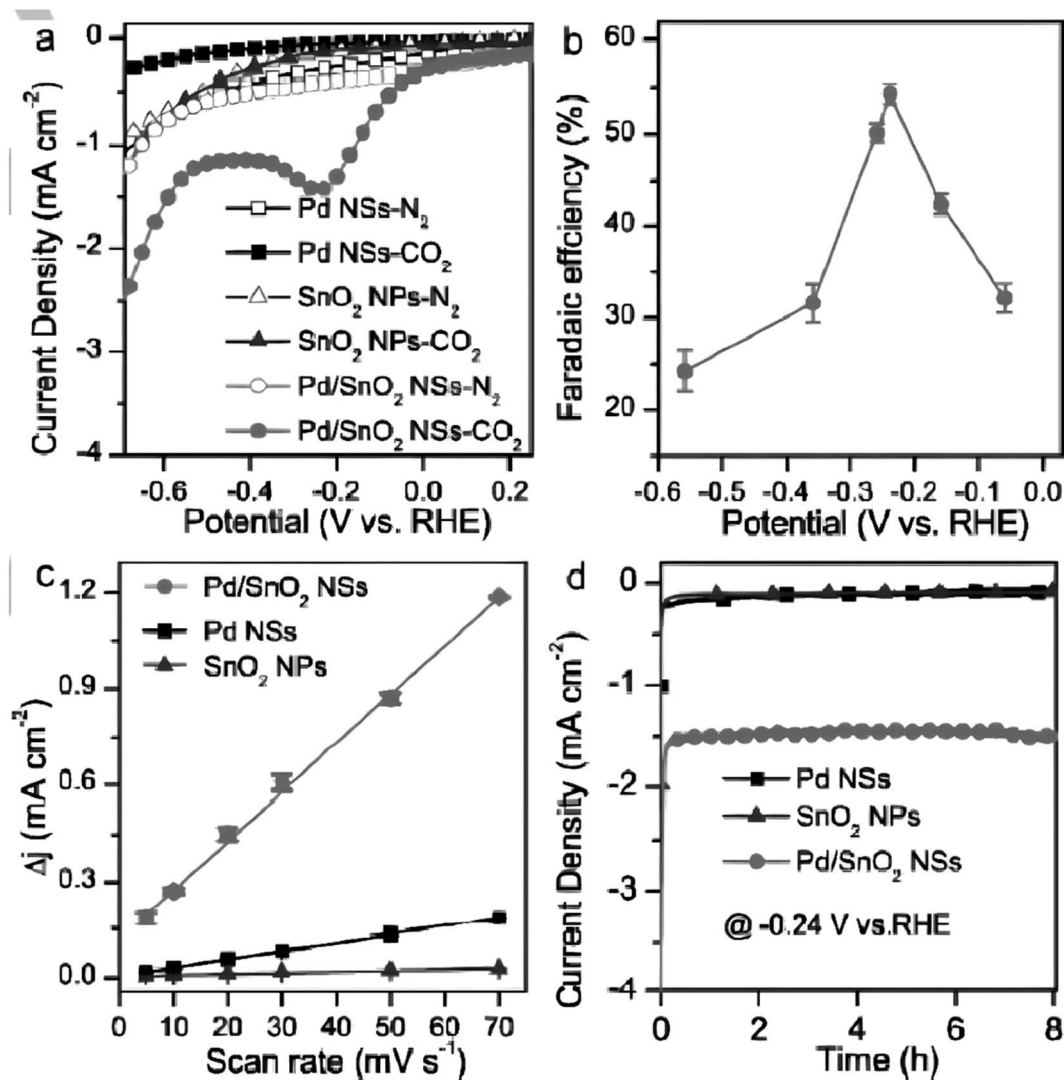 a
0
-1
-2
-3
-4
Current Density (mA cm⁻²)
Pd NSs-N₂
Pd NSs-CO₂
SnO₂ NPs-N₂
SnO₂ NPs-CO₂
Pd/SnO₂ NSs-N₂
Pd/SnO₂ NSs-CO₂
-0.6 -0.4 -0.2 0.0 0.2
Potential (V vs. RHE)
b
60
50
40
30
20
Faradaic effciency (%)
-0.6 -0.5 -0.4 -0.3 -0.2 -0.1 0.0
Potential (V vs. RHE)
c
1.2
0.9
0.6
0.3
0.0
Δj (mA cm⁻²)
Pd/SnO₂ NSs
Pd NSs
SnO₂ NPs
0 10 20 30 40 50 60 70
Scan rate (mV s⁻¹)
d
0
-1
-2
-3
-4
Current Density (mA cm⁻²)
Pd NSs
SnO₂ NPs
Pd/SnO₂ NSs
@ -0.24 V vs.RHE
0 2 4 6 8
Time (h)